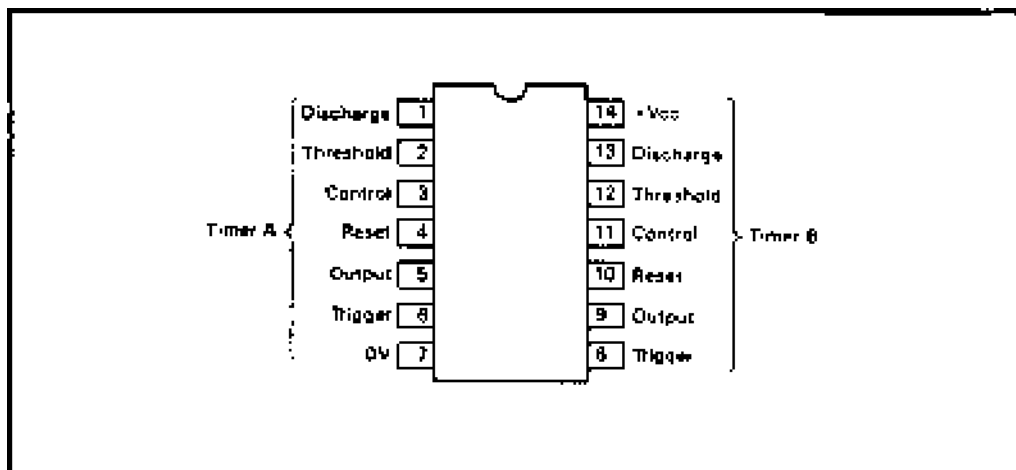 Discharge 1 14 +Vcc
Threshold 2 13 Discharge
Control 3 12 Threshold
Timer A Reset 4 11 Control Timer B
Output 5 10 Reset
Trigger 6 9 Output
0V 7 8 Trigger